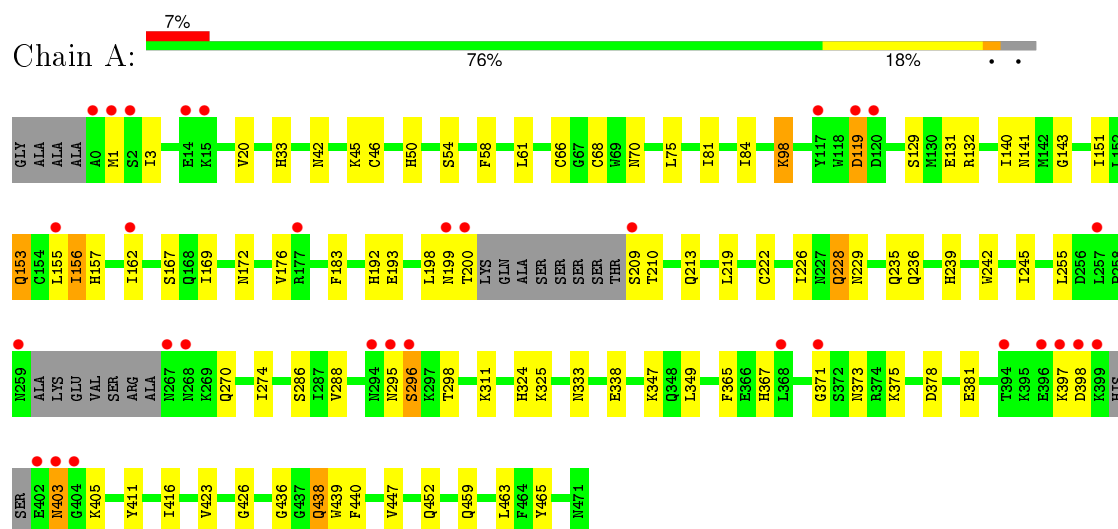 7%
Chain A:
76% 18% • •
GLY ALA ALA ALA A0 M1 S2 I3 E14 K15 V20 H33 N42 K45 C46 H50 S54 F58 L61 C66 G67 C68 W69 N70 L75 I81 I84 K98 Y117 W118 D119 D120 S129 M130 E131 R132 I140 N141 M142 G143 I151 L152
Q153 C154 L155 I156 H157 I162 S167 Q168 I169 N172 V176 R177 F183 H192 E193 L198 N199 T200 LYS GLN ALA SER SER SER SER THR S209 T210 Q213 L219 C222 I226 N227 Q228 N229 Q235 Q236 H239 W242 I245 L255 D256 L257 P258
N259 ALA LYS GLU VAL SER ARG ALA N267 N268 K269 Q270 I274 S286 I287 V288 N294 N295 S296 K297 T298 K311 H324 K325 N333 E338 K347 Q348 L349 F365 E366 H367 L368 G371 S372 N373 R374 K375 D378 E381 T394 K395 E396 K397 D398 K399 HIS
SER E402 N403 G404 K405 Y411 I416 V423 G426 G436 G437 Q438 W439 F440 V447 Q452 Q459 L463 F464 Y465 N471